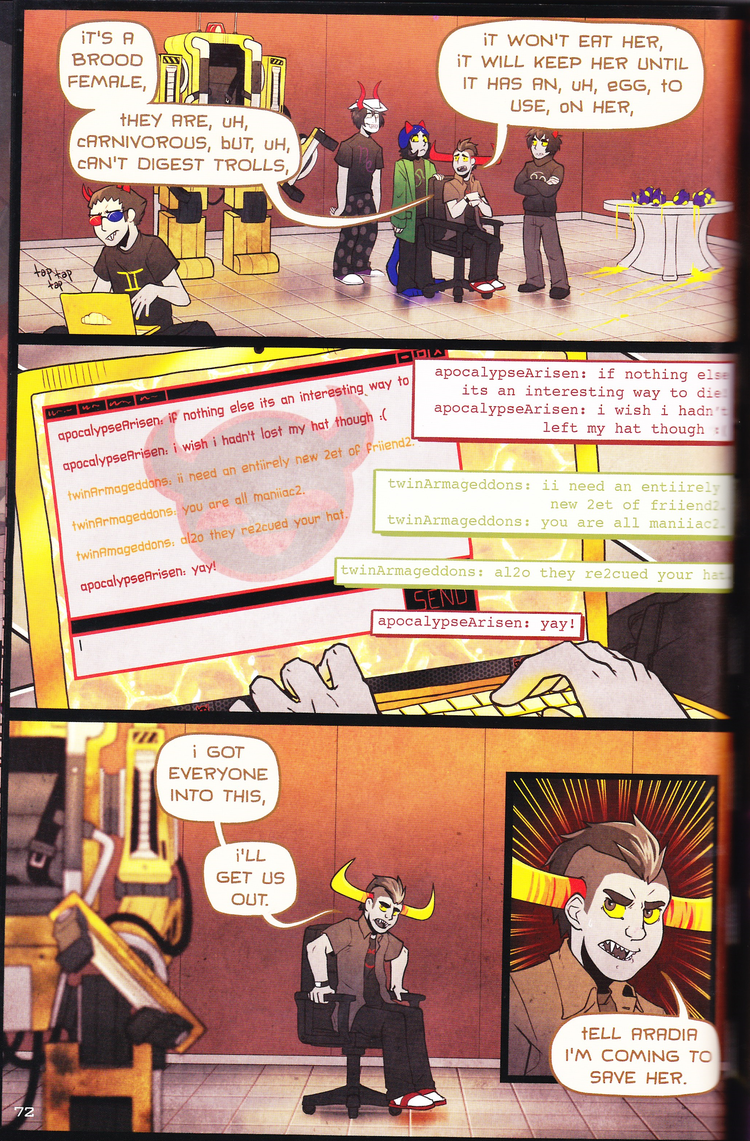 iT'S A
BROOD
FEMALE,
tHEY ARE, uH,
cARNIVOROUS, bUT, uH,
cAN'T DIGEST TROLLS,
iT WON'T EAT HER,
iT WILL KEEP HER UNTIL
IT HAS AN, uH, eGG, tO
USE, oN HER,
tap tap
tap
apocalypseArisen: if nothing else its an interesting way to
apocalypseArisen: i wish i hadn't lost my hat though :(
twinArmageddons: ii need an entiirely new 2et of friiend2.
twinArmageddons: you are all maniiac2.
twinArmageddons: al2o they re2cued your hat.
apocalypseArisen: yay!
SEND
apocalypseArisen: if nothing else
its an interesting way to die
apocalypseArisen: i wish i hadn't
left my hat though :
twinArmageddons: ii need an entiirely
new 2et of friiend2.
twinArmageddons: you are all maniiac2.
twinArmageddons: al2o they re2cued your hat.
apocalypseArisen: yay!
i GOT
EVERYONE
INTO THIS,
i'LL
GET US
OUT.
tELL ARADIA
I'M COMING TO
SAVE HER.
72